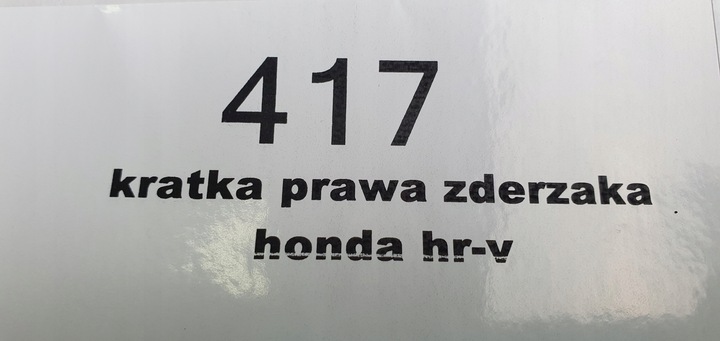 417
kratka prawa zderzaka
honda hr-v